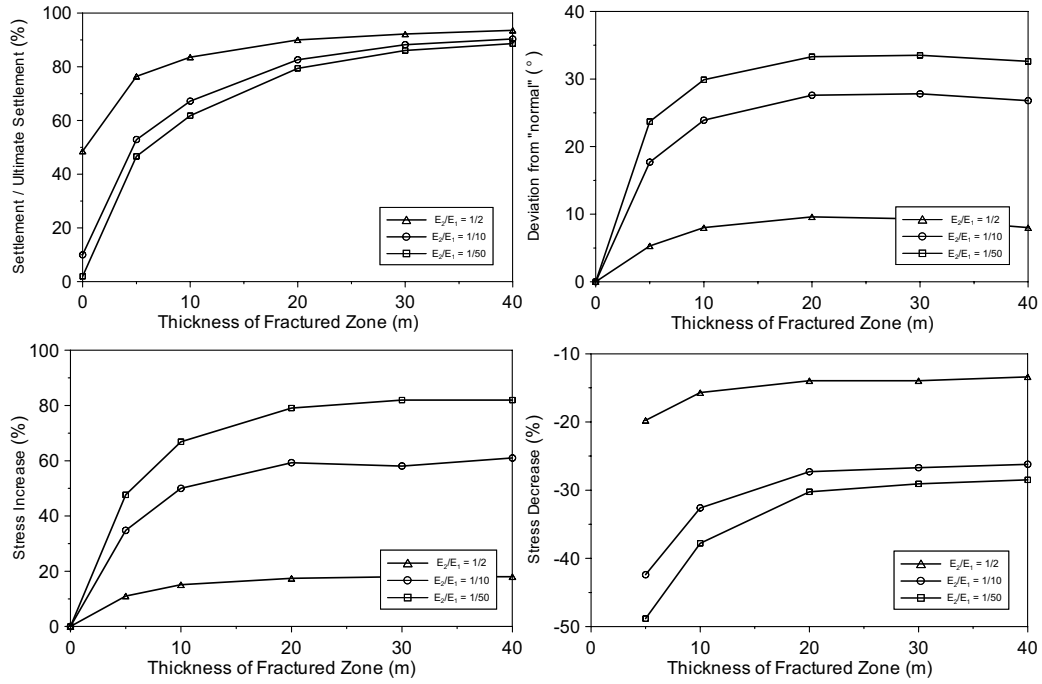 Settlement / Ultimate Settlement (%)
100
80
60
40
20
0
0 10 20 30 40
Thickness of Fractured Zone (m)
E₂/E₁ = 1/2
E₂/E₁ = 1/10
E₂/E₁ = 1/50
Deviation from "normal" ( ° )
40
30
20
10
0
0 10 20 30 40
Thickness of Fractured Zone (m)
E₂/E₁ = 1/2
E₂/E₁ = 1/10
E₂/E₁ = 1/50
Stress Increase (%)
100
80
60
40
20
0
0 10 20 30 40
Thickness of Fractured Zone (m)
E₂/E₁ = 1/2
E₂/E₁ = 1/10
E₂/E₁ = 1/50
Stress Decrease (%)
-10
-20
-30
-40
-50
0 10 20 30 40
Thickness of Fractured Zone (m)
E₂/E₁ = 1/2
E₂/E₁ = 1/10
E₂/E₁ = 1/50